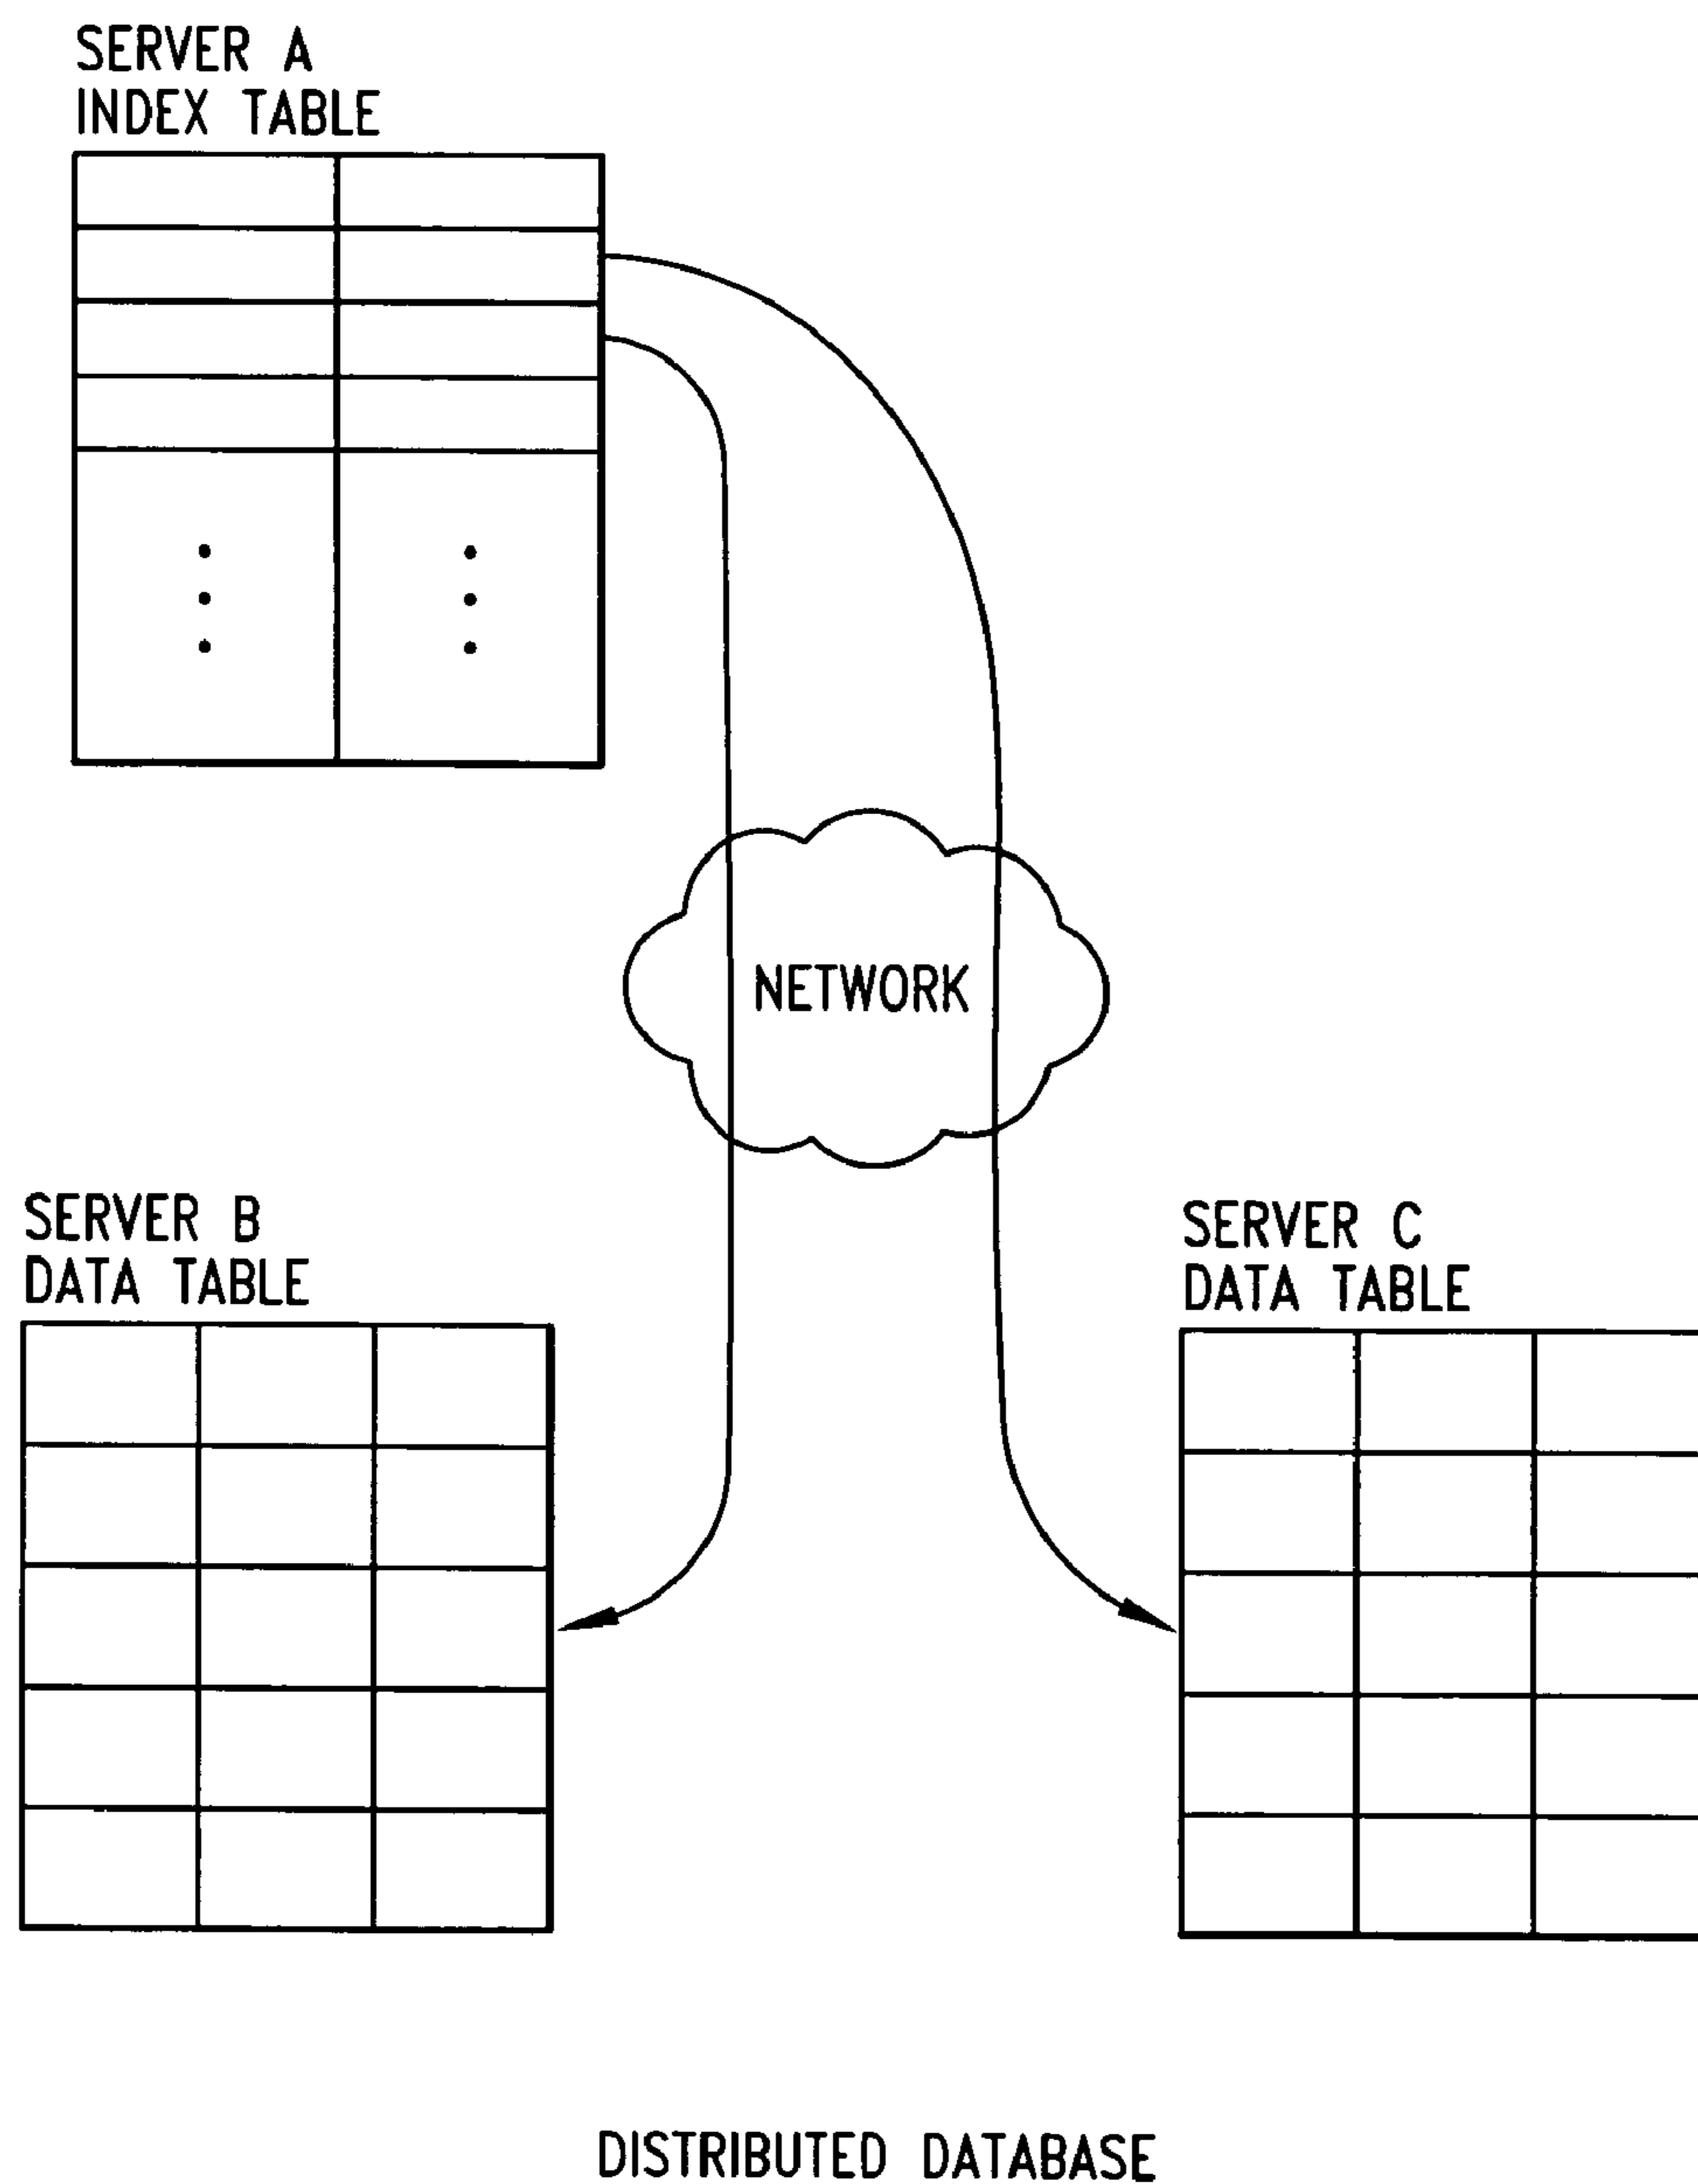 SERVER A
INDEX TABLE
NETWORK
SERVER B
DATA TABLE
SERVER C
DATA TABLE
DISTRIBUTED DATABASE